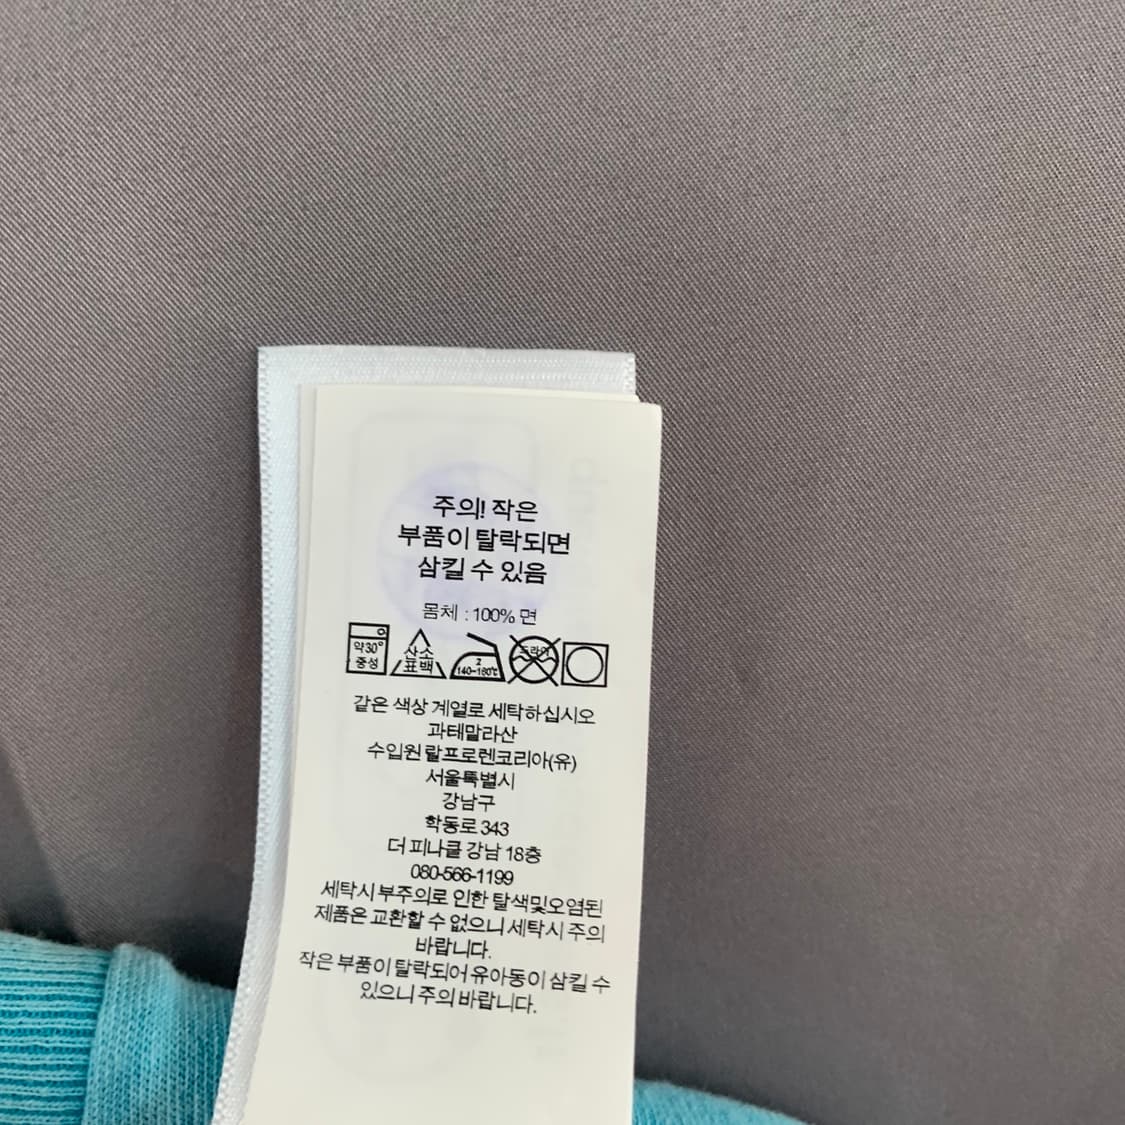 주의! 작은
부품이 탈락되면
삼킬 수 있음
몸체 : 100% 면
약30°
중성
산소
표백
2
140~160℃
드라이
같은 색상 계열로 세탁하십시오
과테말라산
수입원 랄프로렌코리아(유)
서울특별시
강남구
학동로 343
더 피나클 강남 18층
080-566-1199
세탁시 부주의로 인한 탈색및오염된
제품은 교환할 수 없으니 세탁시 주의
바랍니다.
작은 부품이 탈락되어 유아동이 삼킬 수
있으니 주의 바랍니다.